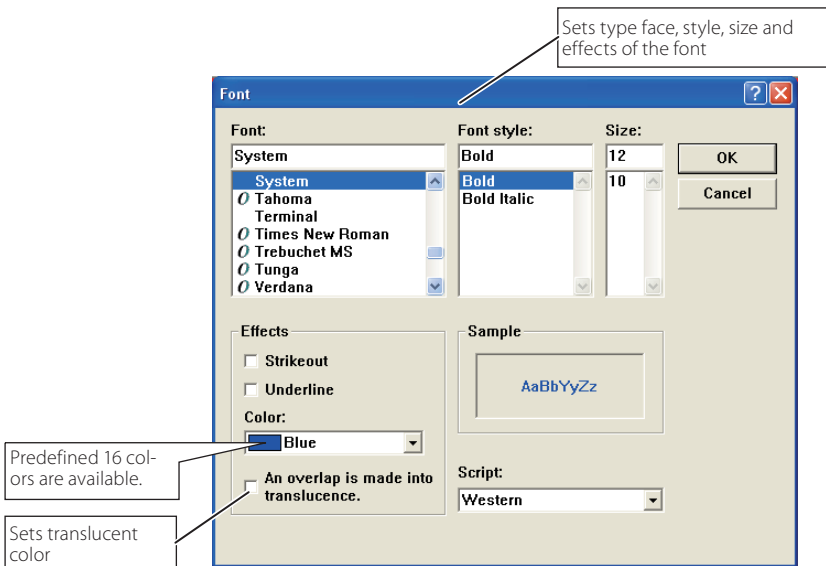 Sets type face, style, size and
effects of the font
Font
Font:
Font style:
Size:
System
Bold
12
OK
System
Bold
10
Cancel
O Tahoma
Bold Italic
Terminal
O Times New Roman
O Trebuchet MS
O Tunga
O Verdana
Effects
Sample
Strikeout
Underline
AaBbYyZz
Color:
Blue
Predefined 16 col-
ors are available.
An overlap is made into
translucence.
Script:
Western
Sets translucent
color